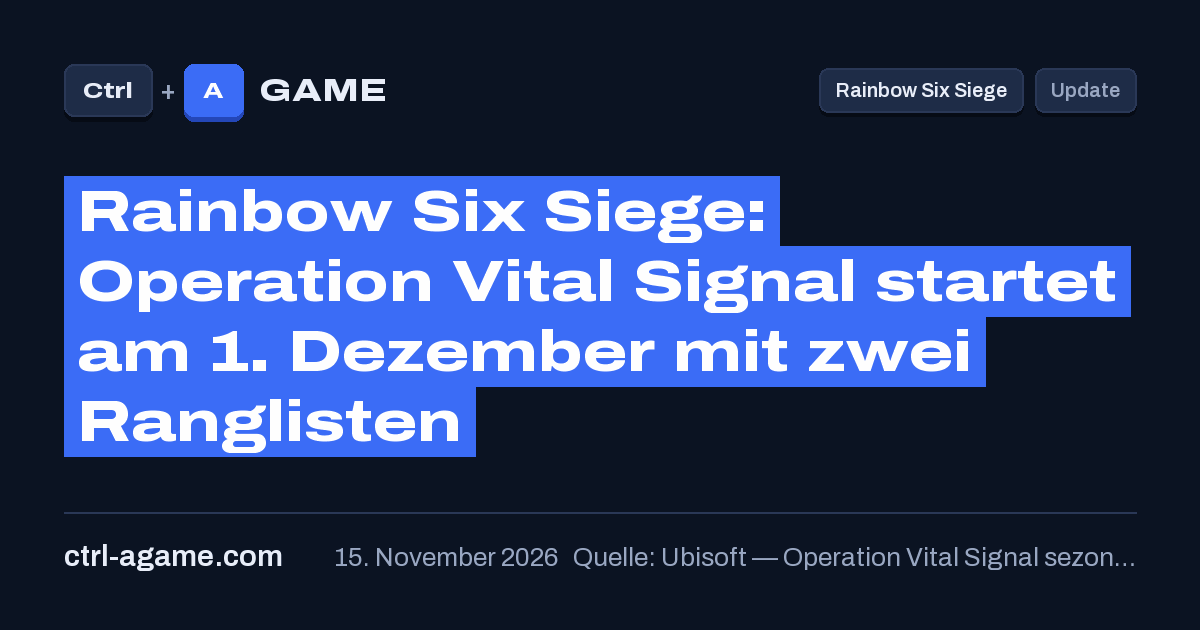 Ctrl + A GAME
Rainbow Six Siege Update
Rainbow Six Siege:
Operation Vital Signal startet
am 1. Dezember mit zwei
Ranglisten
ctrl-agame.com 15. November 2026 Quelle: Ubisoft — Operation Vital Signal sezon…